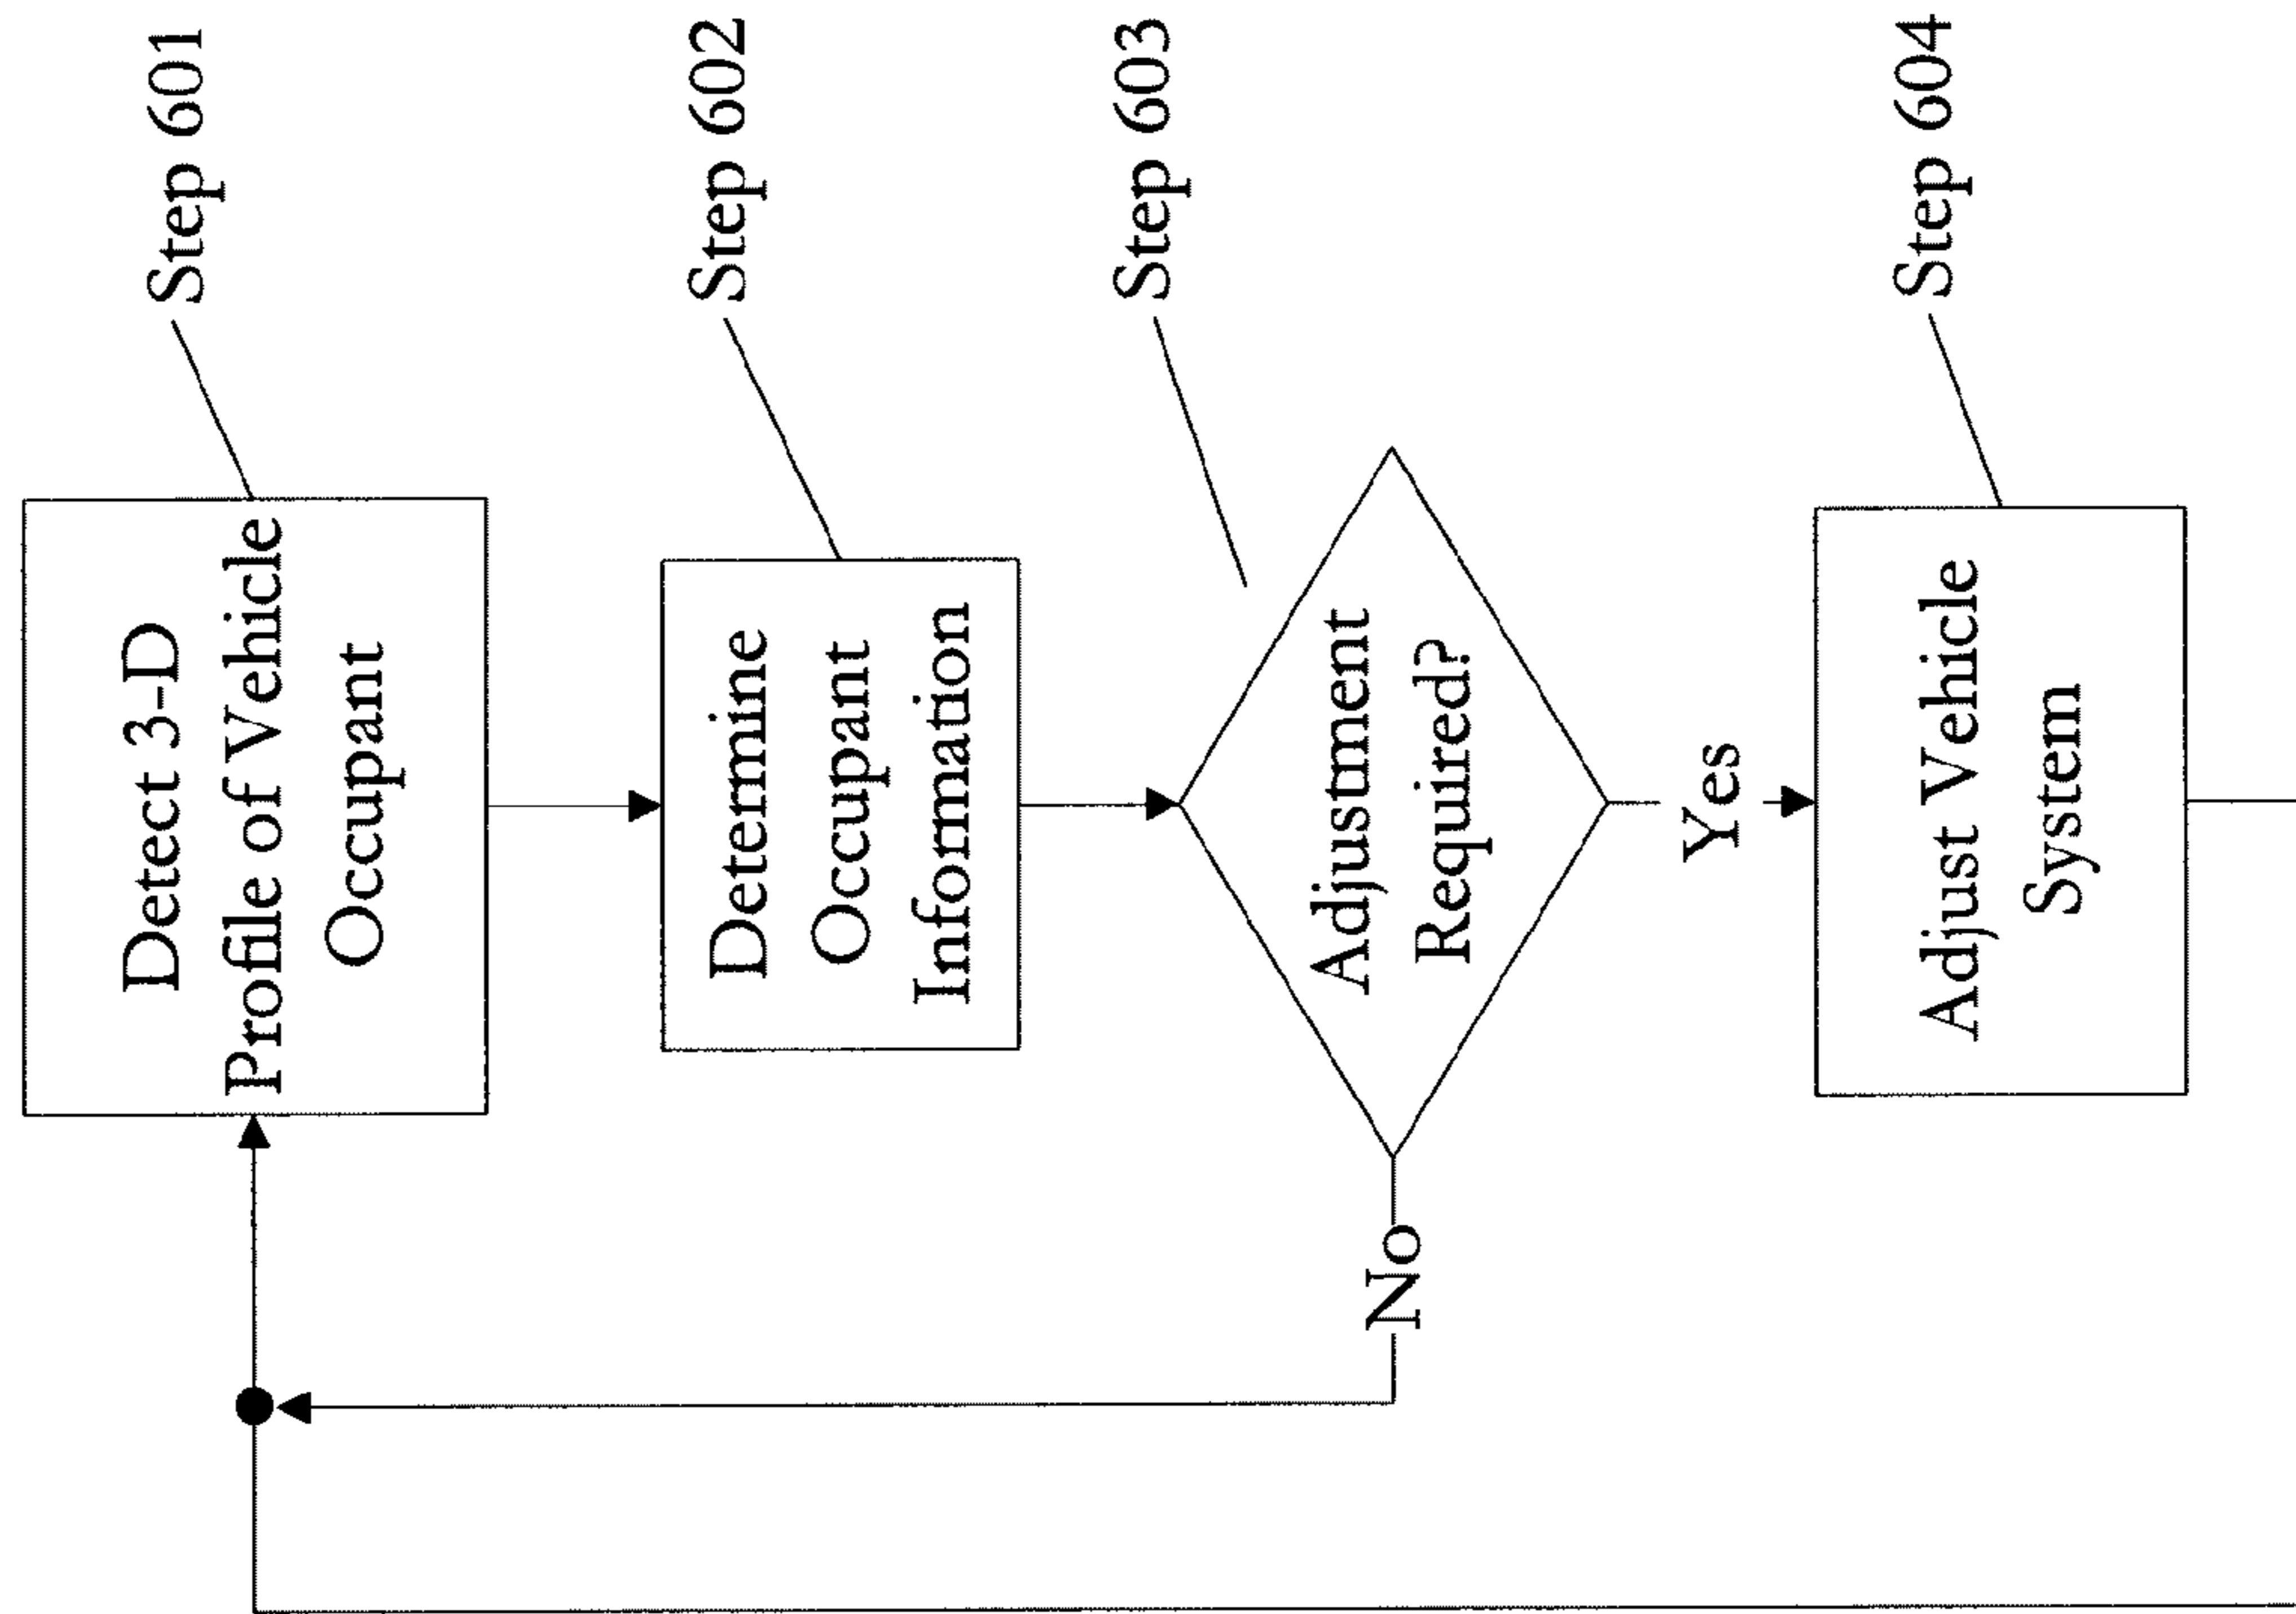 Detect 3-D
Profile of Vehicle
Occupant
Step 601
Determine
Occupant
Information
Step 602
Adjustment
Required?
Step 603
No
Yes
Adjust Vehicle
System
Step 604